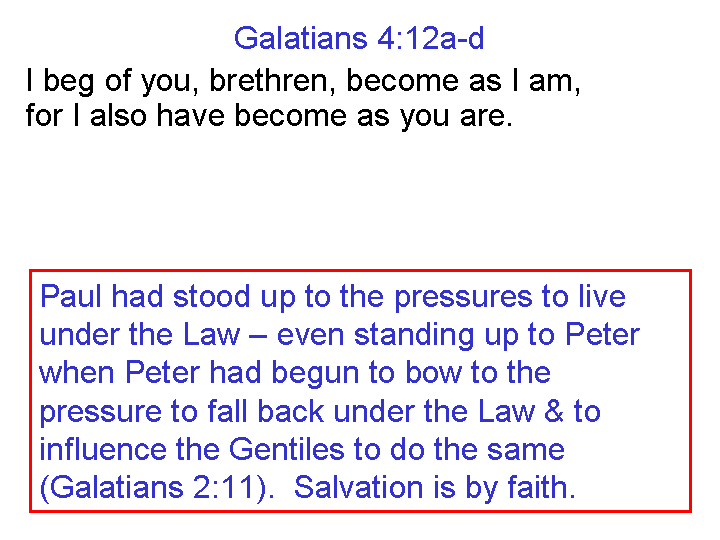 Galatians 4:12a-d
I beg of you, brethren, become as I am,
for I also have become as you are.
Paul had stood up to the pressures to live
under the Law – even standing up to Peter
when Peter had begun to bow to the
pressure to fall back under the Law & to
influence the Gentiles to do the same
(Galatians 2:11).  Salvation is by faith.